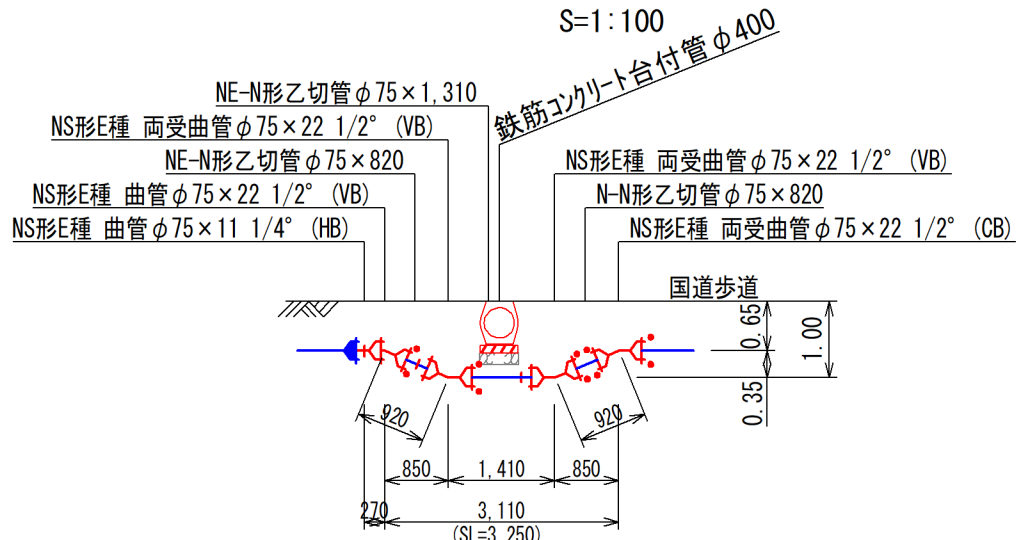 S=1:100
鉄筋コンクリート台付管φ400
NE-N形乙切管φ75×1,310
NS形E種 両受曲管φ75×22 1/2° (VB)
NE-N形乙切管φ75×820
NS形E種 曲管φ75×22 1/2° (VB)
NS形E種 曲管φ75×11 1/4° (HB)
NS形E種 両受曲管φ75×22 1/2° (VB)
N-N形乙切管φ75×820
NS形E種 両受曲管φ75×22 1/2° (CB)
国道歩道
0.65
1.00
0.35
920
920
850
1,410
850
270
3,110
(SL=3,250)